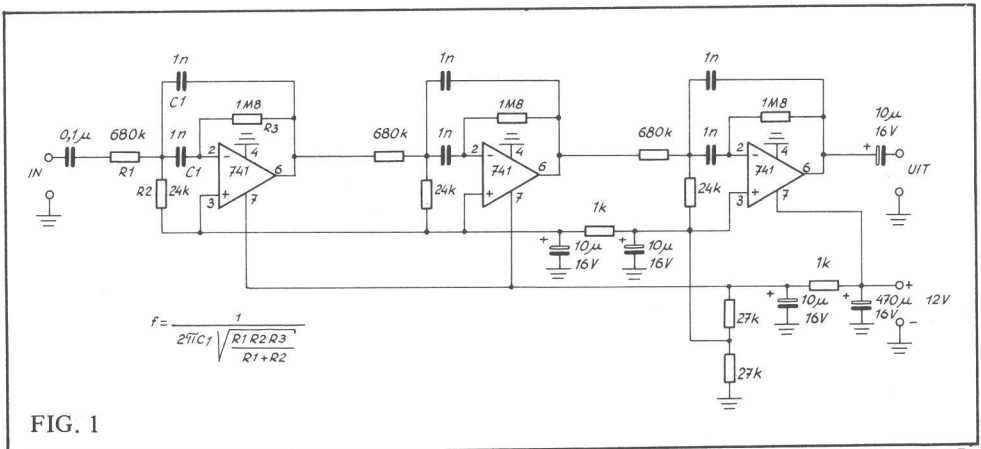 1n
C1
1M8
R3
0,1µ
680k
1n
2
4
IN
R1
C1
741
6
R2
24k
3
7
1n
1M8
680k
1n
2
4
741
6
24k
3
7
1n
1M8
10µ
16V
680k
1n
2
4
741
6
+
UIT
24k
3
7
1k
+
10µ
16V
+
10µ
16V
1k
+
10µ
16V
+
470µ
16V
+
12V
-
27k
27k
f = 1
2πC1 √ R1 R2 R3
R1 + R2
FIG. 1